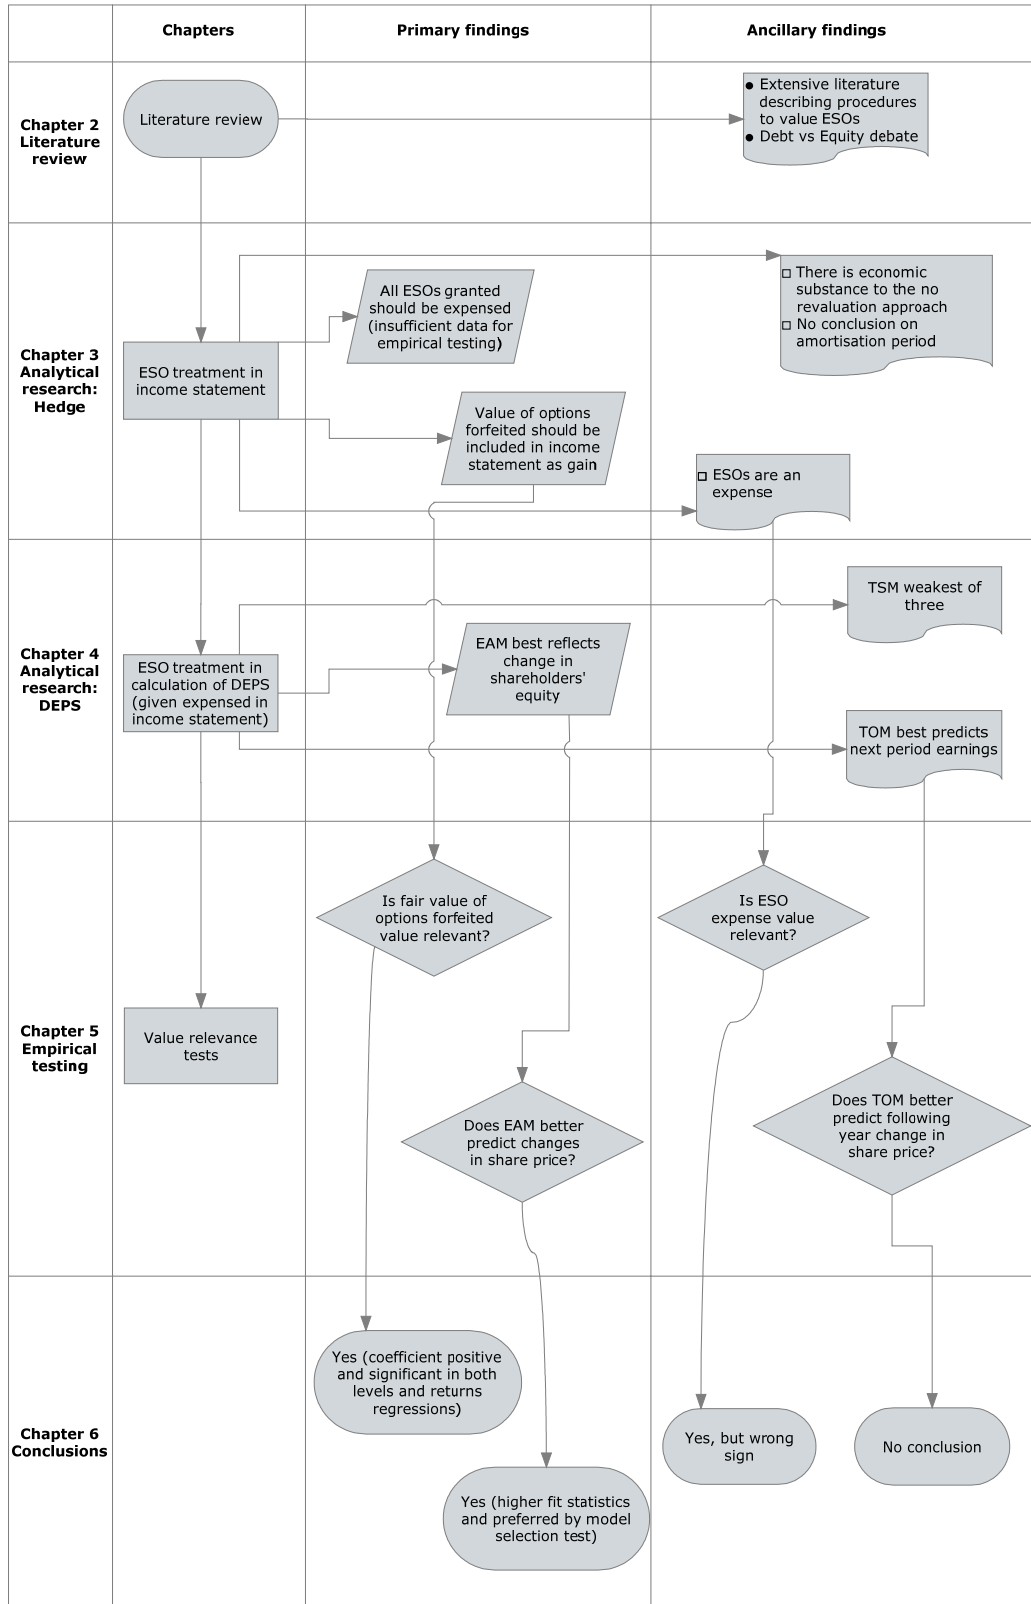 Chapters
Primary findings
Ancillary findings
Chapter 2
Literature
review
Literature review
● Extensive literature
describing procedures
to value ESOs
● Debt vs Equity debate
Chapter 3
Analytical
research:
Hedge
ESO treatment in
income statement
All ESOs granted
should be expensed
(insufficient data for
empirical testing)
Value of options
forfeited should be
included in income
statement as gain
□ There is economic
substance to the no
revaluation approach
□ No conclusion on
amortisation period
□ ESOs are an
expense
Chapter 4
Analytical
research:
DEPS
ESO treatment in
calculation of DEPS
(given expensed in
income statement)
EAM best reflects
change in
shareholders'
equity
TSM weakest of
three
TOM best predicts
next period earnings
Chapter 5
Empirical
testing
Value relevance
tests
Is fair value of
options forfeited
value relevant?
Does EAM better
predict changes
in share price?
Is ESO
expense value
relevant?
Does TOM better
predict following
year change in
share price?
Chapter 6
Conclusions
Yes (coefficient positive
and significant in both
levels and returns
regressions)
Yes (higher fit statistics
and preferred by model
selection test)
Yes, but wrong
sign
No conclusion